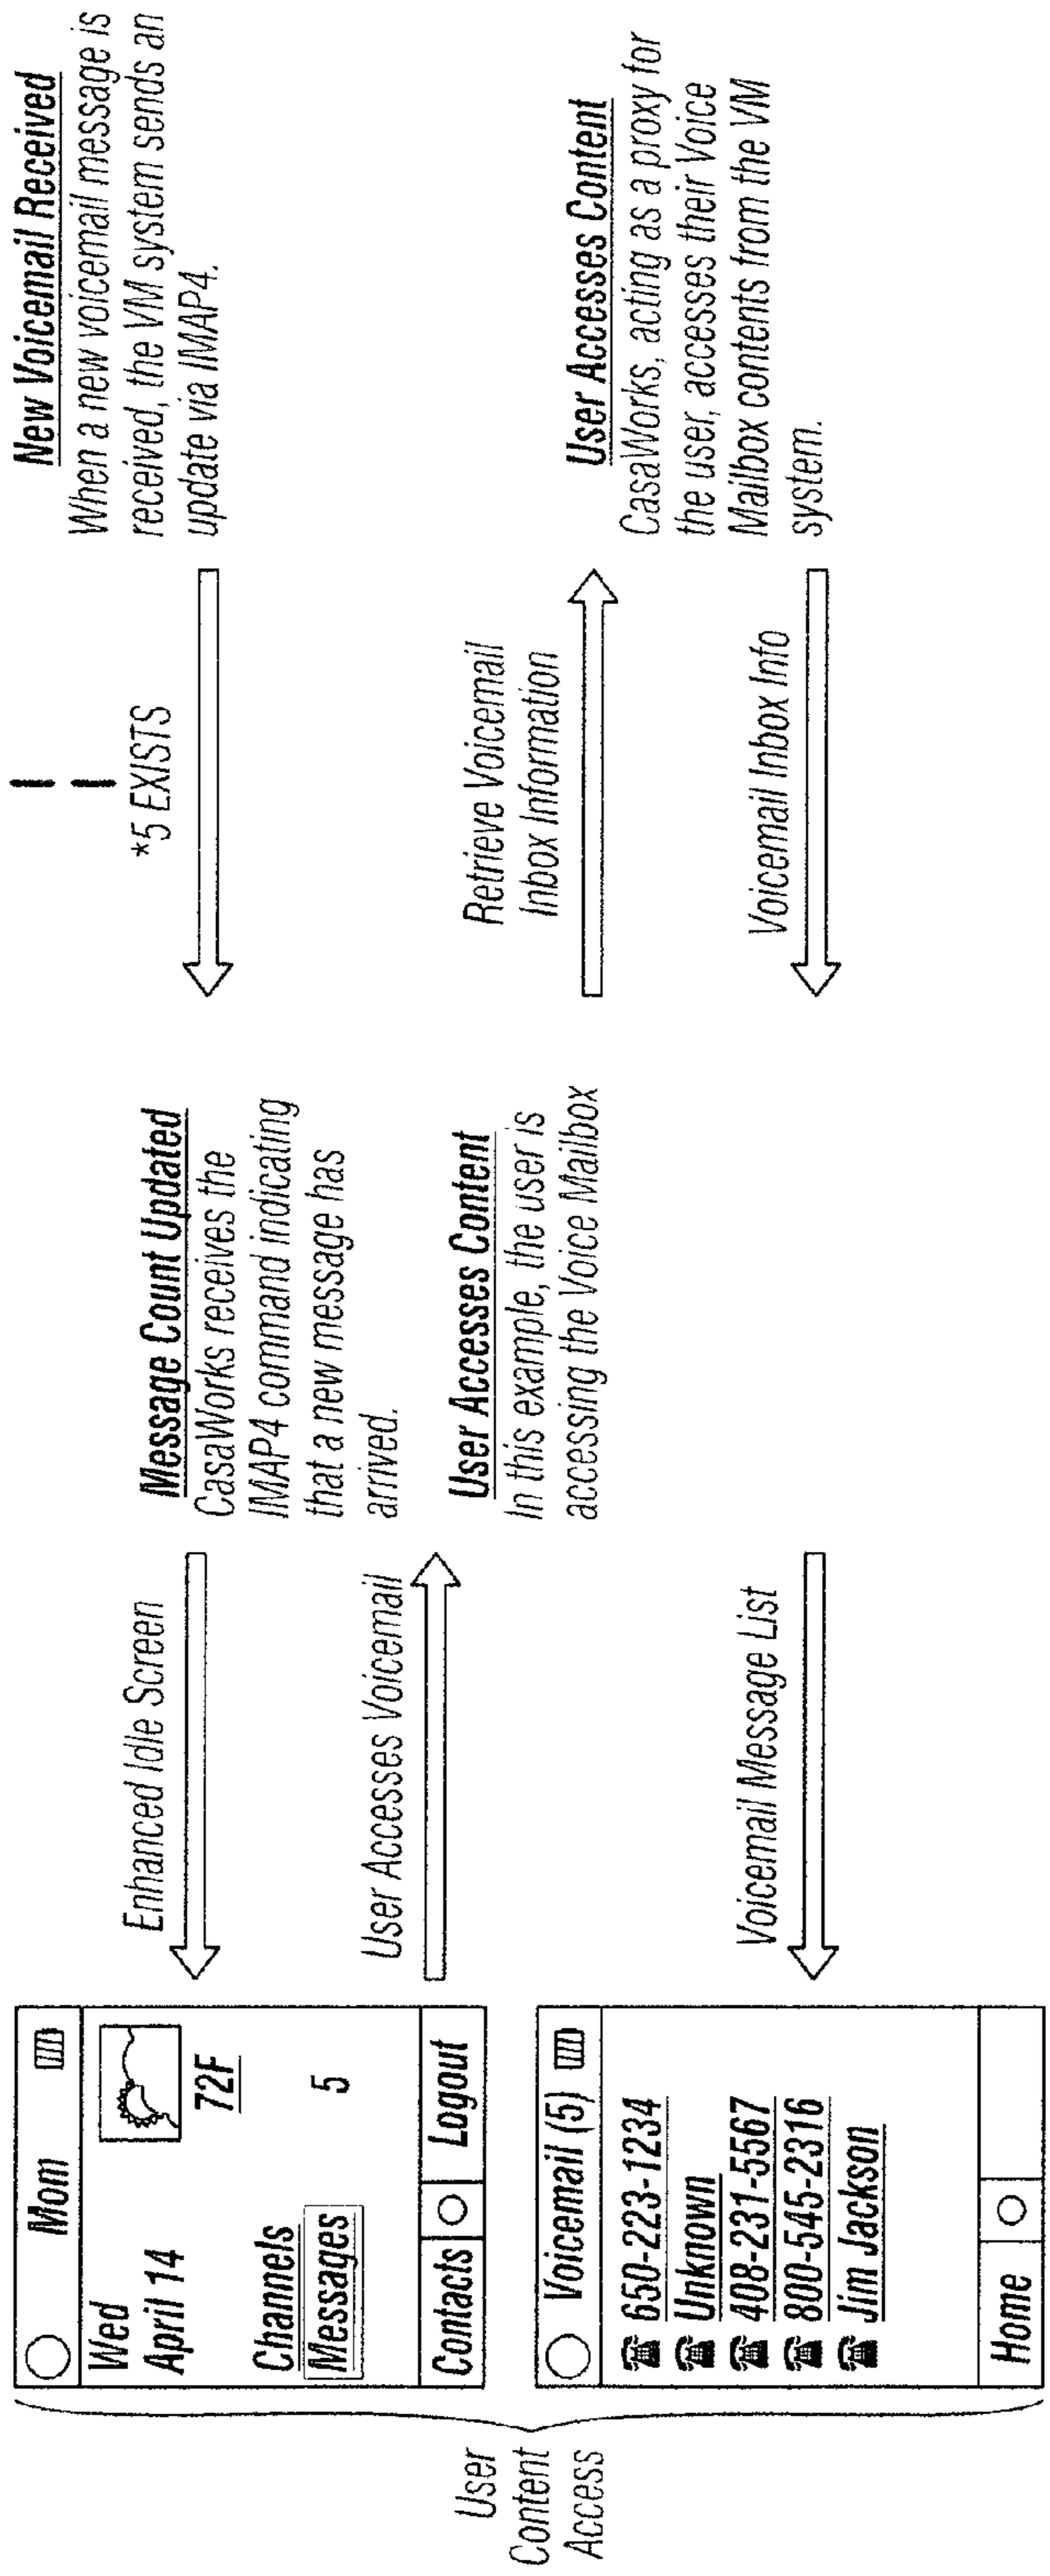 User
Content
Access
Mom
Wed
April 14
72F
Channels
Messages 5
Contacts Logout
Enhanced Idle Screen
Message Count Updated
CasaWorks receives the
IMAP4 command indicating
that a new message has
arrived.
*5 EXISTS
New Voicemail Received
When a new voicemail message is
received, the VM system sends an
update via IMAP4.
User Accesses Voicemail
User Accesses Content
In this example, the user is
accessing the Voice Mailbox
Retrieve Voicemail
Inbox Information
User Accesses Content
CasaWorks, acting as a proxy for
the user, accesses their Voice
Mailbox contents from the VM
system.
Voicemail Inbox Info
Voicemail Message List
Voicemail (5)
650-223-1234
Unknown
408-231-5567
800-545-2316
Jim Jackson
Home